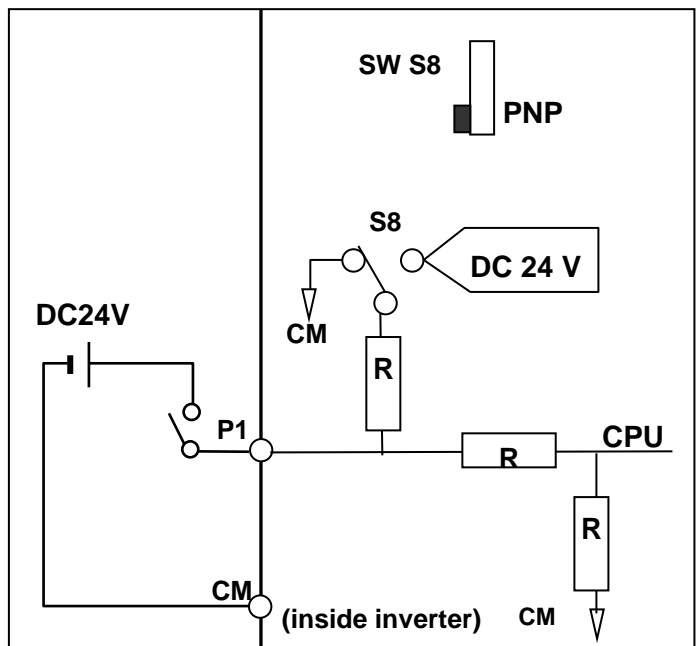 SW S8
PNP
S8
DC 24 V
DC24V
CM
R
P1
R
CPU
R
CM
(inside inverter)
CM